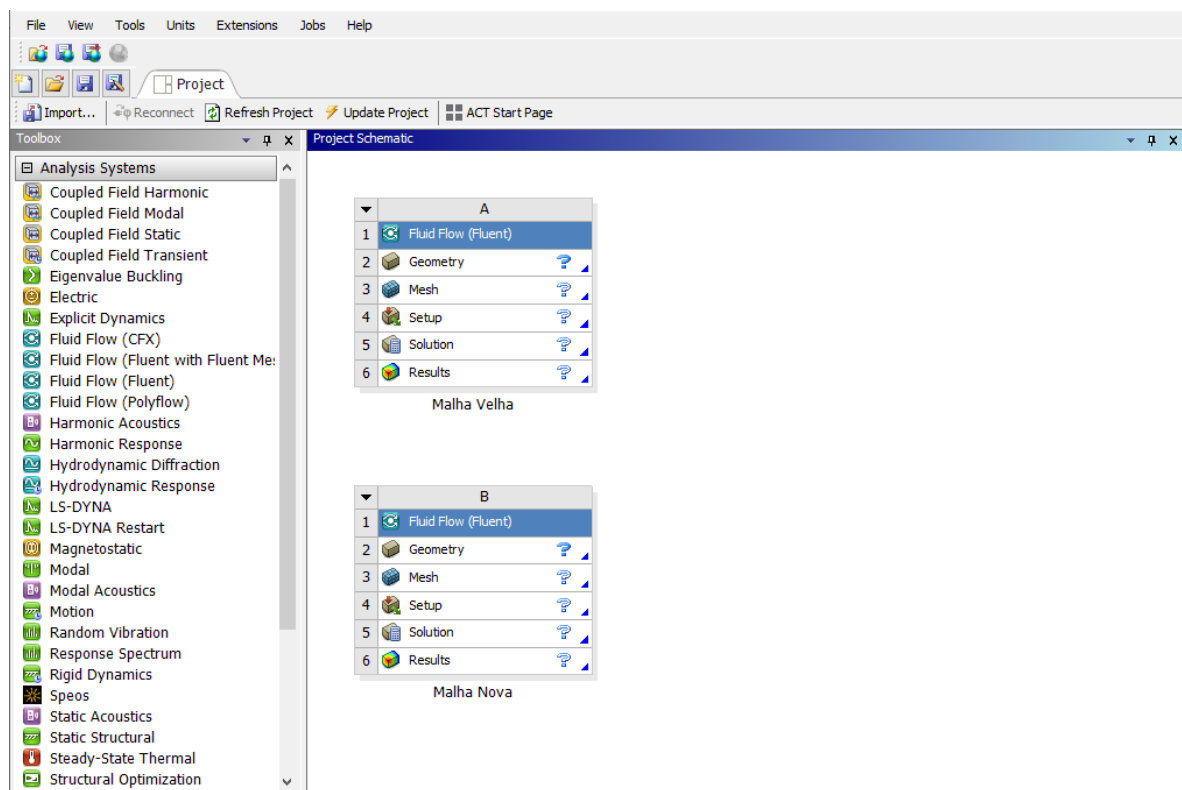 File View Tools Units Extensions Jobs Help
Project
Import... Reconnect Refresh Project Update Project ACT Start Page
Toolbox
Analysis Systems
Coupled Field Harmonic
Coupled Field Modal
Coupled Field Static
Coupled Field Transient
Eigenvalue Buckling
Electric
Explicit Dynamics
Fluid Flow (CFX)
Fluid Flow (Fluent with Fluent Me
Fluid Flow (Fluent)
Fluid Flow (Polyflow)
Harmonic Acoustics
Harmonic Response
Hydrodynamic Diffraction
Hydrodynamic Response
LS-DYNA
LS-DYNA Restart
Magnetostatic
Modal
Modal Acoustics
Motion
Random Vibration
Response Spectrum
Rigid Dynamics
Speos
Static Acoustics
Static Structural
Steady-State Thermal
Structural Optimization
Project Schematic
A
1 Fluid Flow (Fluent)
2 Geometry ?
3 Mesh ?
4 Setup ?
5 Solution ?
6 Results ?
Malha Velha
B
1 Fluid Flow (Fluent)
2 Geometry ?
3 Mesh ?
4 Setup ?
5 Solution ?
6 Results ?
Malha Nova